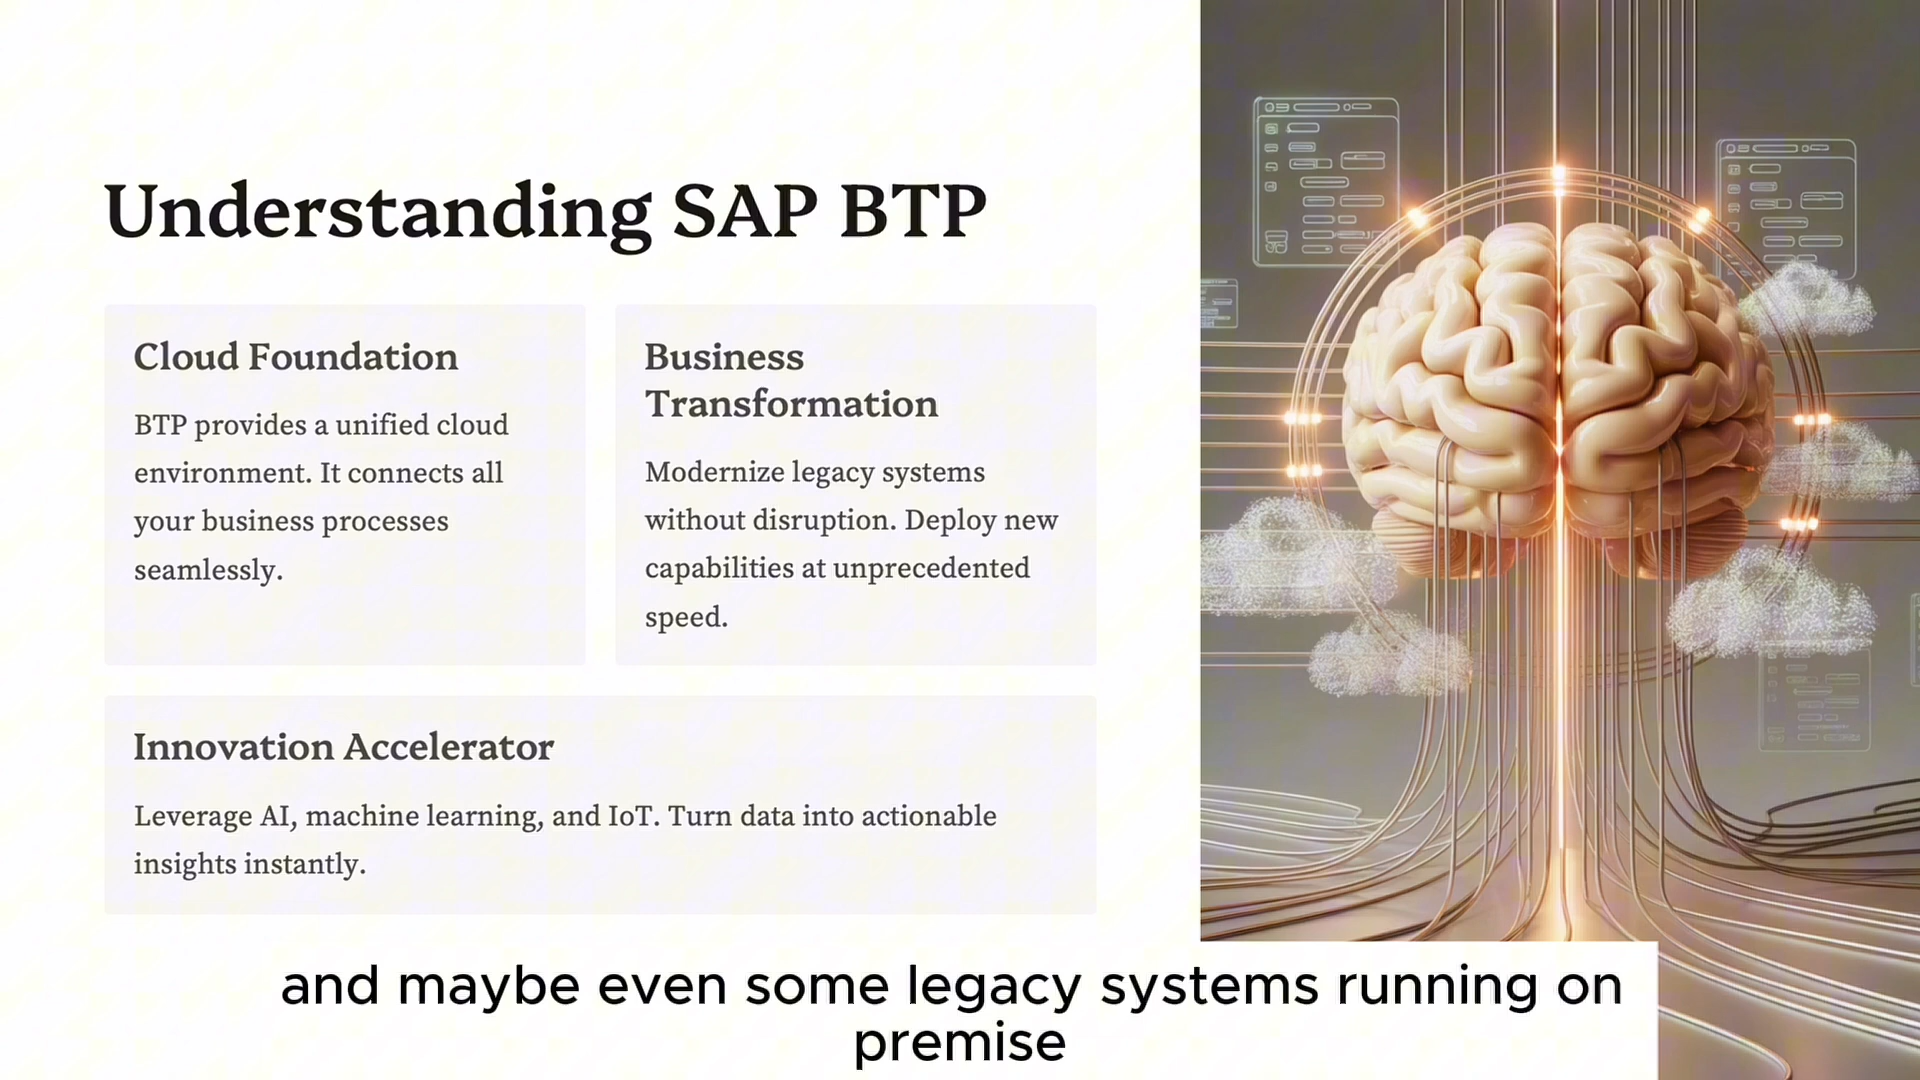 Understanding SAP BTP
Cloud Foundation
BTP provides a unified cloud
environment. It connects all
your business processes
seamlessly.
Business
Transformation
Modernize legacy systems
without disruption. Deploy new
capabilities at unprecedented
speed.
Innovation Accelerator
Leverage AI, machine learning, and IoT. Turn data into actionable
insights instantly.
and maybe even some legacy systems running on
premise